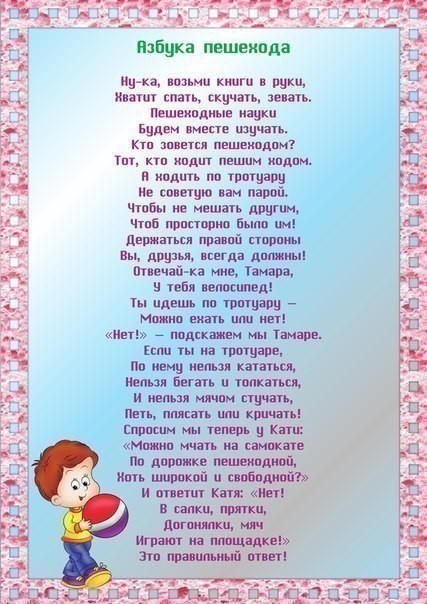 Азбука пешехода
Ну-ка, возьми книги в руки,
Хватит спать, скучать, зевать.
Пешеходные науки
Будем вместе изучать.
Кто зовется пешеходом?
Тот, кто ходит пешим ходом.
А ходить по тротуару
Не советую вам парой.
Чтобы не мешать другим,
Чтоб просторно было им!
Держаться правой стороны
Вы, друзья, всегда должны!
Отвечай-ка мне, Тамара,
У тебя велосипед!
Ты идешь по тротуару –
Можно ехать или нет!
«Нет!» – подскажем мы Тамаре.
Если ты на тротуаре,
По нему нельзя кататься,
Нельзя бегать и толкаться,
И нельзя мячом стучать,
Петь, плясать или кричать!
Спросим мы теперь у Кати:
«Можно мчать на самокате
По дорожке пешеходной,
Хоть широкой и свободной?»
И ответит Катя: «Нет!
В салки, прятки,
Догонялки, мяч
Играют на площадке!»
Это правильный ответ!